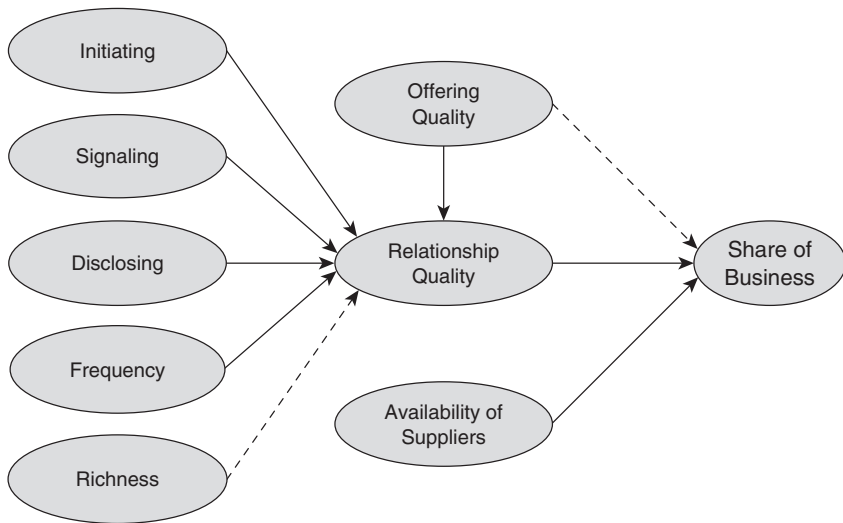 Initiating
Signaling
Disclosing
Frequency
Richness
Offering
Quality
Relationship
Quality
Availability of
Suppliers
Share of
Business